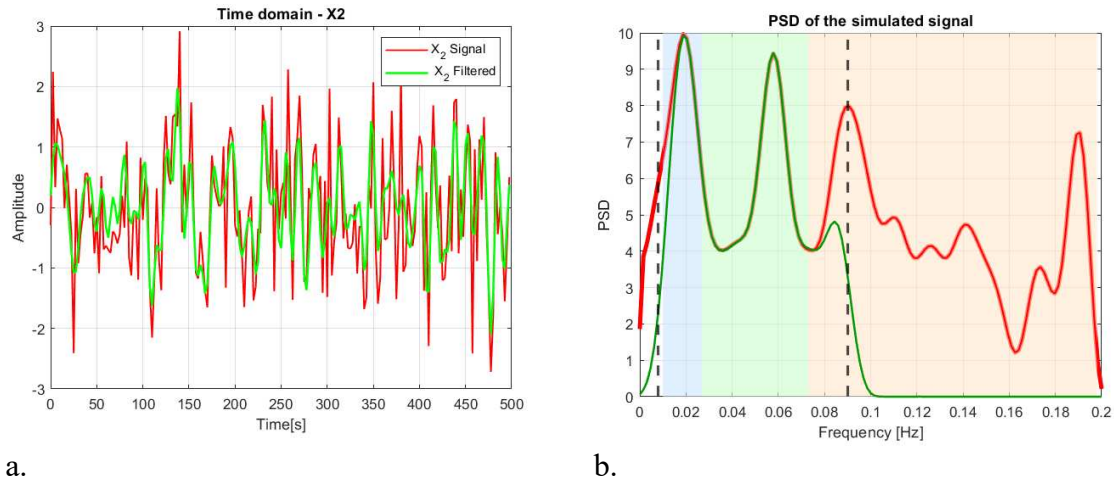 Time domain - X2
3
2
1
0
-1
-2
-3
Amplitude
X2 Signal
X2 Filtered
0 50 100 150 200 250 300 350 400 450 500
Time[s]
a.
PSD of the simulated signal
10
9
8
7
6
5
4
3
2
1
0
PSD
0 0.02 0.04 0.06 0.08 0.1 0.12 0.14 0.16 0.18 0.2
Frequency [Hz]
b.